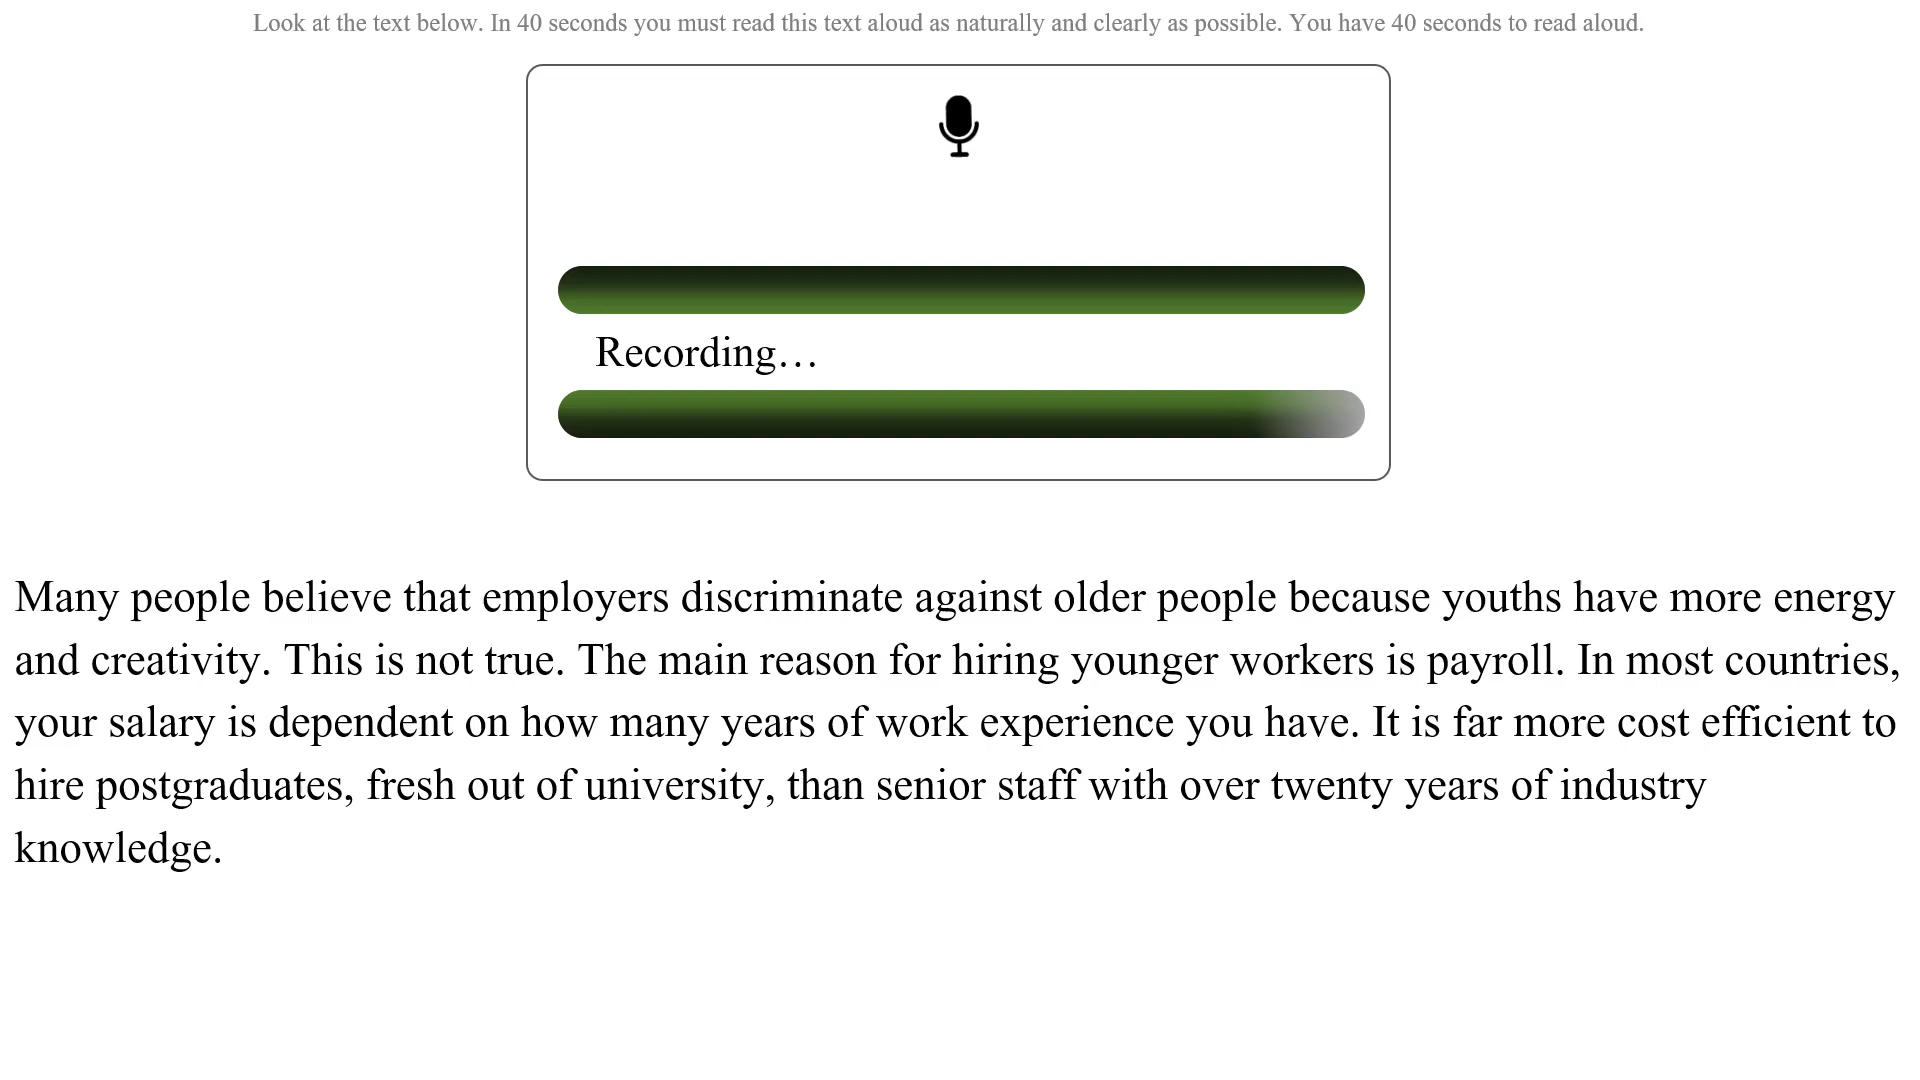 Look at the text below. In 40 seconds you must read this text aloud as naturally and clearly as possible. You have 40 seconds to read aloud.
Recording…
Many people believe that employers discriminate against older people because youths have more energy
and creativity. This is not true. The main reason for hiring younger workers is payroll. In most countries,
your salary is dependent on how many years of work experience you have. It is far more cost efficient to
hire postgraduates, fresh out of university, than senior staff with over twenty years of industry
knowledge.